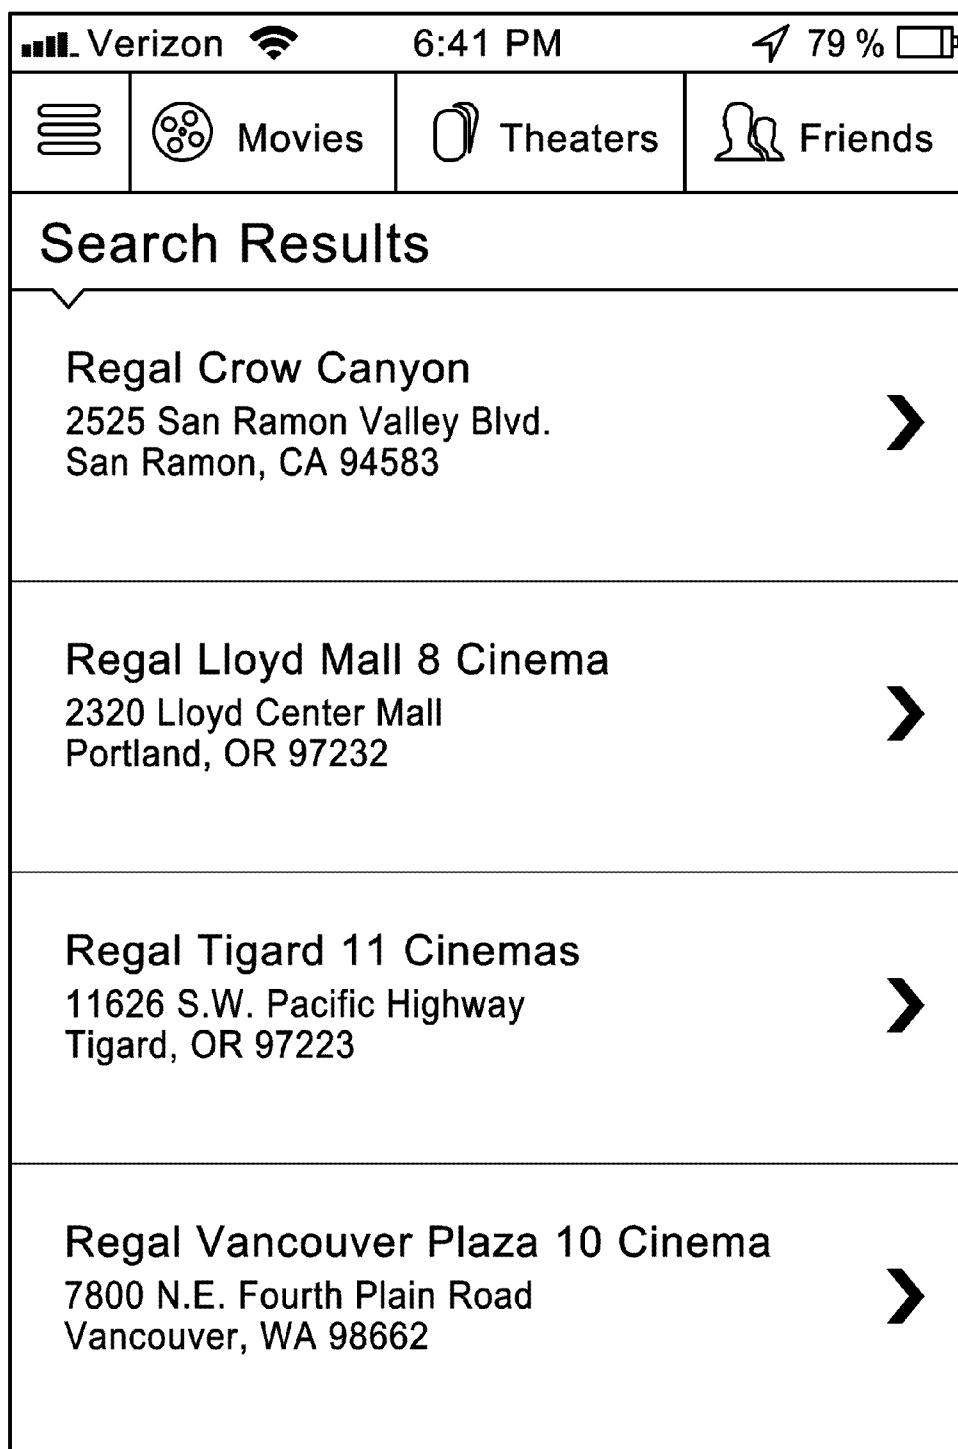 Verizon 6:41 PM 79 %
Movies Theaters Friends
Search Results
Regal Crow Canyon
2525 San Ramon Valley Blvd.
San Ramon, CA 94583
Regal Lloyd Mall 8 Cinema
2320 Lloyd Center Mall
Portland, OR 97232
Regal Tigard 11 Cinemas
11626 S.W. Pacific Highway
Tigard, OR 97223
Regal Vancouver Plaza 10 Cinema
7800 N.E. Fourth Plain Road
Vancouver, WA 98662